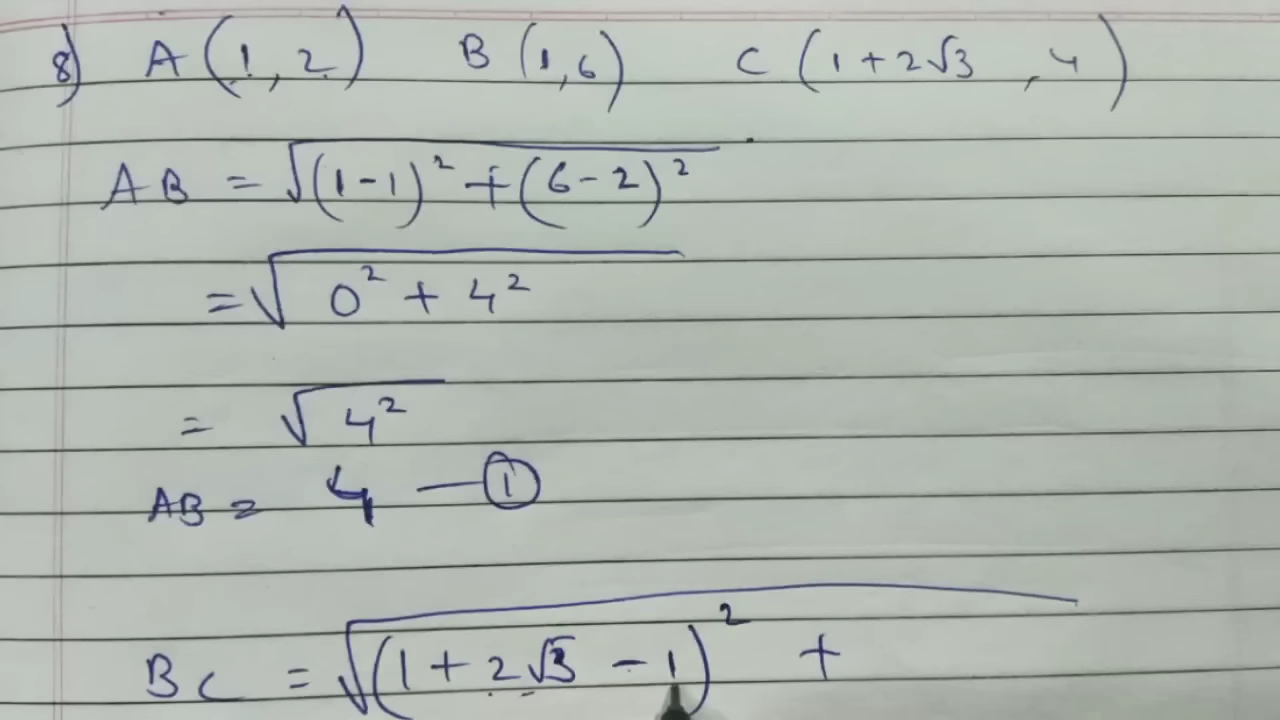 8) A (1, 2) B (1, 6) C (1 + 2√3 , 4)
AB = √(1-1)² + (6-2)²
= √0² + 4²
= √4²
AB = 4 — ①
BC = √(1 + 2√3 - 1)² +